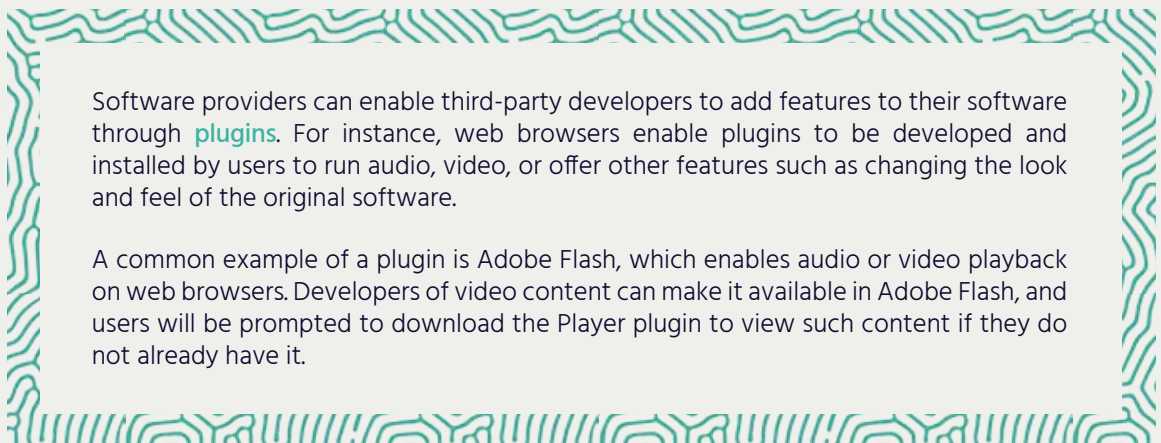 Software providers can enable third-party developers to add features to their software
through plugins. For instance, web browsers enable plugins to be developed and
installed by users to run audio, video, or offer other features such as changing the look
and feel of the original software.
A common example of a plugin is Adobe Flash, which enables audio or video playback
on web browsers. Developers of video content can make it available in Adobe Flash, and
users will be prompted to download the Player plugin to view such content if they do
not already have it.